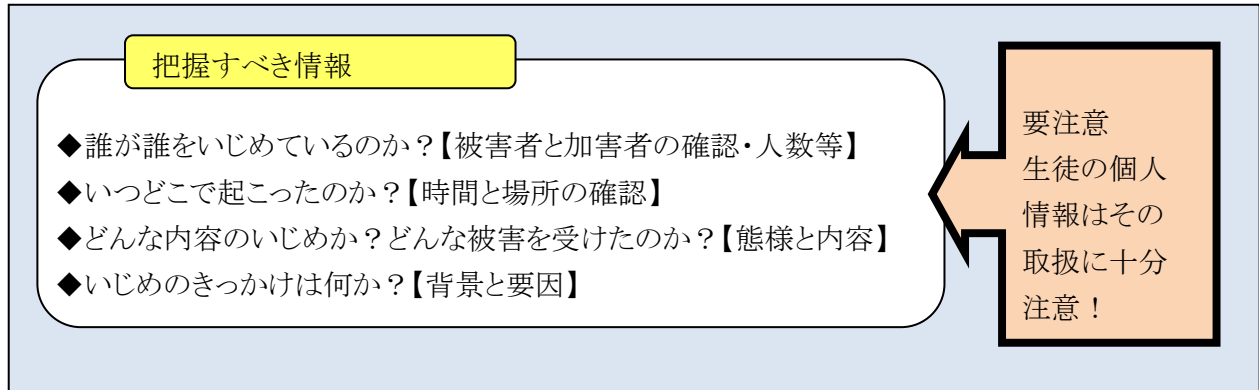 把握すべき情報
◆誰が誰をいじめているのか？【被害者と加害者の確認・人数等】
◆いつどこで起こったのか？【時間と場所の確認】
◆どんな内容のいじめか？どんな被害を受けたのか？【態様と内容】
◆いじめのきっかけは何か？【背景と要因】
要注意
生徒の個人
情報はその
取扱に十分
注意！